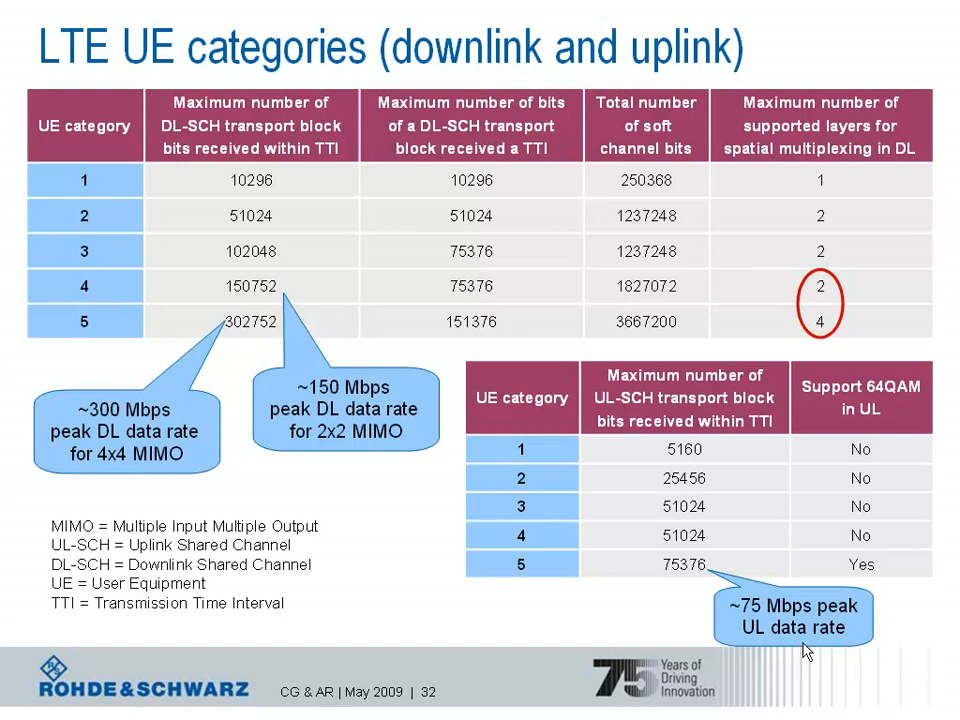 LTE UE categories (downlink and uplink)
UE category
Maximum number of
DL-SCH transport block
bits received within TTI
Maximum number of bits
of a DL-SCH transport
block received a TTI
Total number
of soft
channel bits
Maximum number of
supported layers for
spatial multiplexing in DL
1 10296 10296 250368 1
2 51024 51024 1237248 2
3 102048 75376 1237248 2
4 150752 75376 1827072 2
5 302752 151376 3667200 4
~300 Mbps
peak DL data rate
for 4x4 MIMO
~150 Mbps
peak DL data rate
for 2x2 MIMO
UE category
Maximum number of
UL-SCH transport block
bits received within TTI
Support 64QAM
in UL
1 5160 No
2 25456 No
3 51024 No
4 51024 No
5 75376 Yes
~75 Mbps peak
UL data rate
MIMO = Multiple Input Multiple Output
UL-SCH = Uplink Shared Channel
DL-SCH = Downlink Shared Channel
UE = User Equipment
TTI = Transmission Time Interval
R&S
ROHDE&SCHWARZ
CG & AR | May 2009 | 32
75
Years of
Driving
Innovation